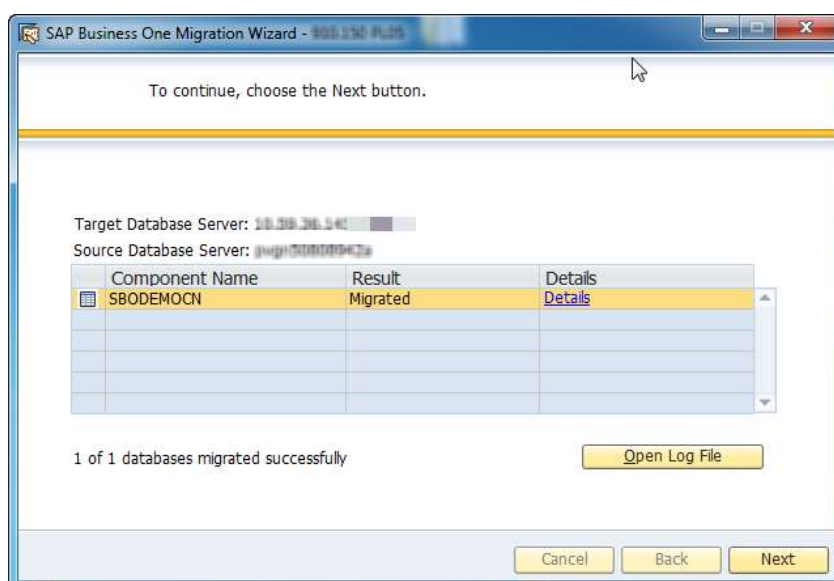 SAP Business One Migration Wizard -
To continue, choose the Next button.
Target Database Server:
Source Database Server:
Component Name Result Details
SBODEMOCN Migrated Details
1 of 1 databases migrated successfully
Open Log File
Cancel Back Next